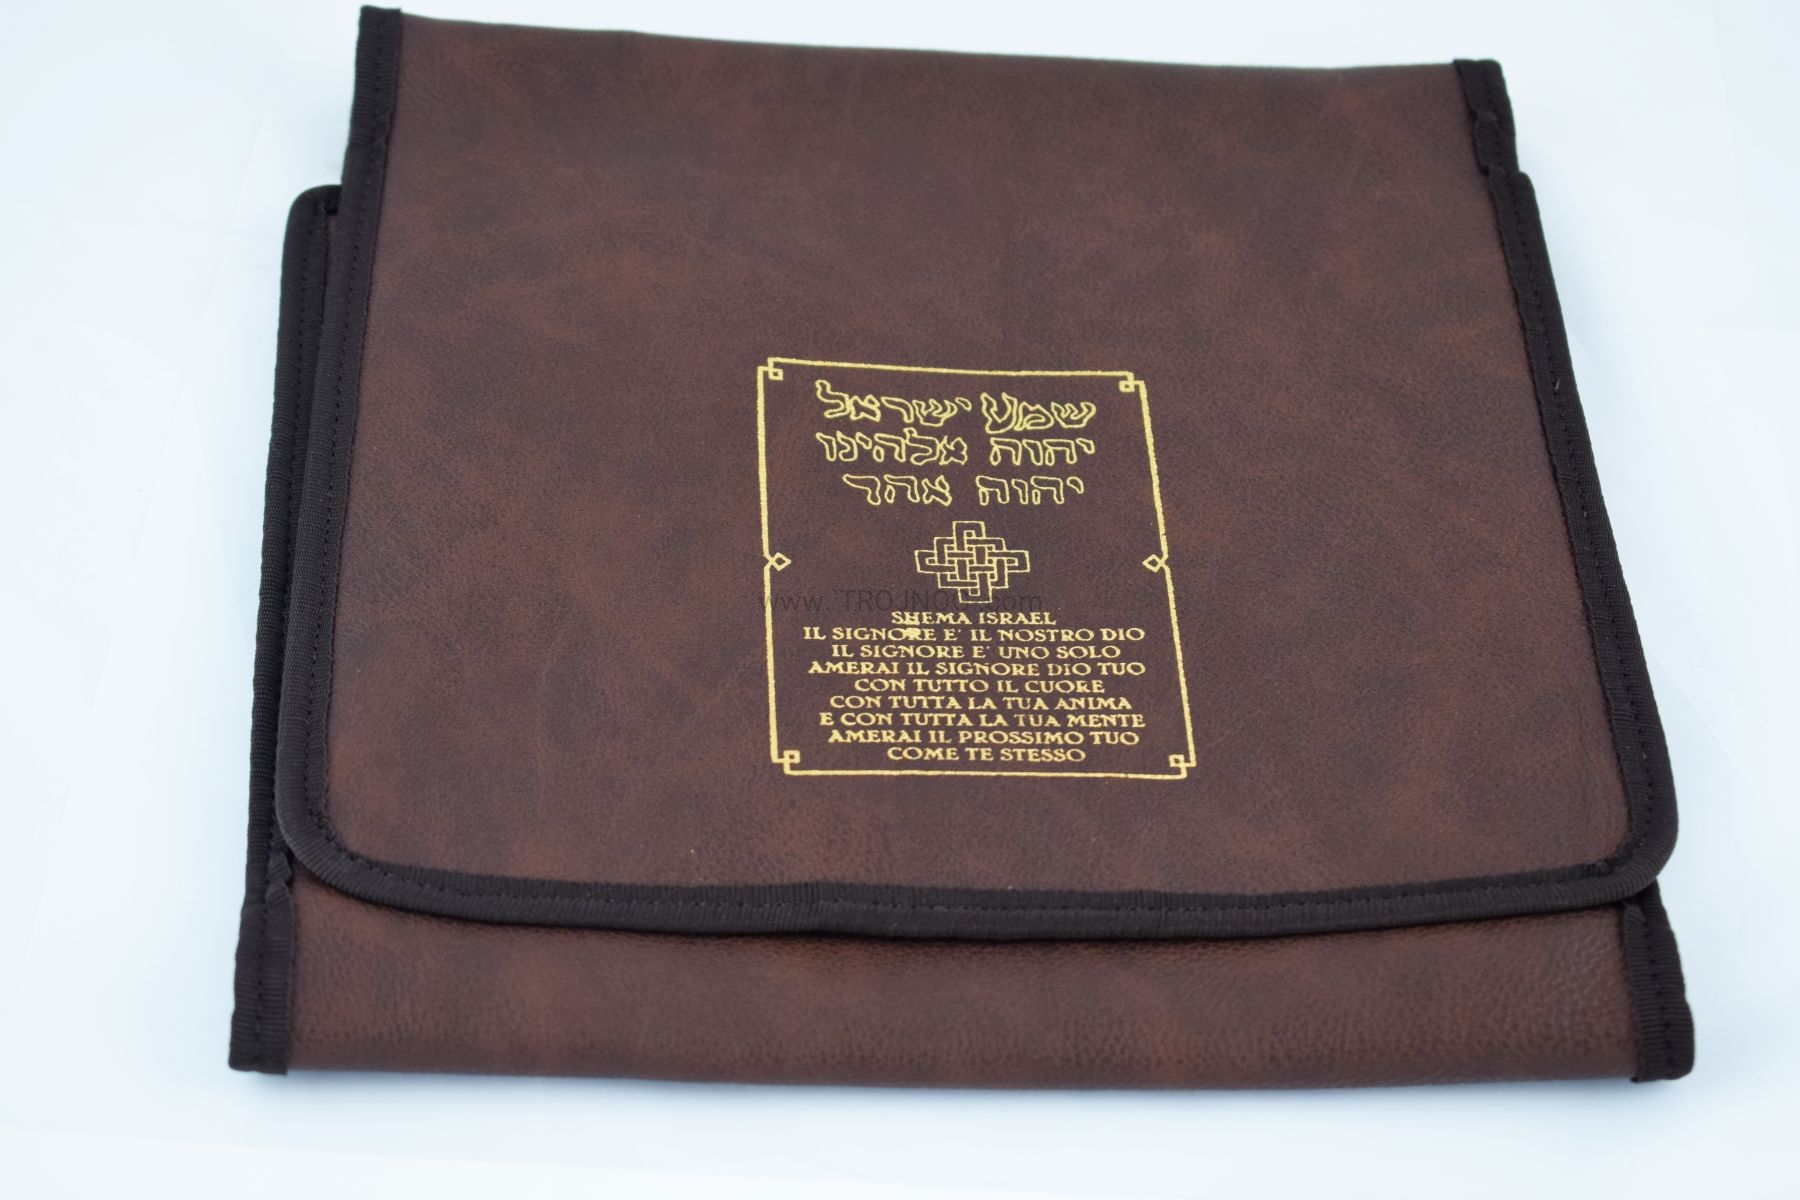 שמע ישראל
יהוה אלהינו
יהוה אהד
SHEMA ISRAEL
IL SIGNORE E' IL NOSTRO DIO
IL SIGNORE E' UNO SOLO
AMERAI IL SIGNORE DIO TUO
CON TUTTO IL CUORE
CON TUTTA LA TUA ANIMA
E CON TUTTA LA TUA MENTE
AMERAI IL PROSSIMO TUO
COME TE STESSO